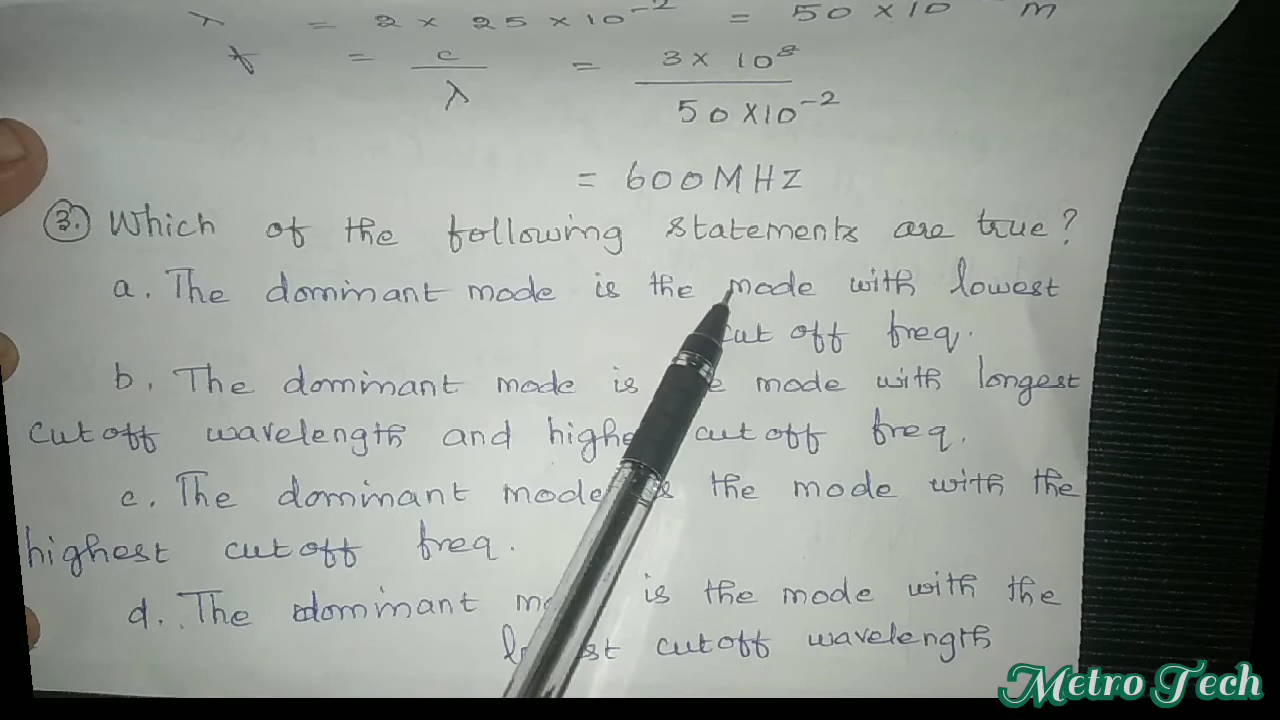 λ = 2 × 25 × 10⁻² = 50 × 10 m
f = c / λ = 3 × 10⁸ / 50 × 10⁻²
= 600 MHZ
3. Which of the following statements are true?
a. The dominant mode is the mode with lowest
cut off freq.
b. The dominant mode is mode with longest
cutoff wavelength and cut off freq.
c. The dominant mode the mode with the
highest cutoff freq.
d. The dominant is the mode with the
cutoff wavelength
Metro Tech